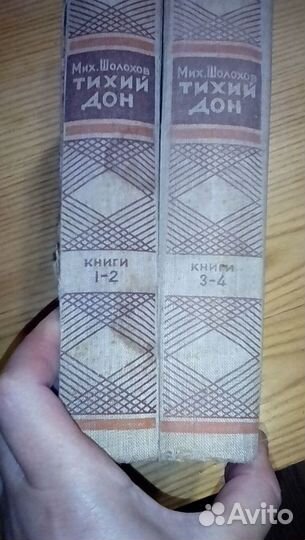 Мих. Шолохов
ТИХИЙ
ДОН
КНИГИ
1-2
Мих. Шолохов
ТИХИЙ
ДОН
КНИГИ
3-4
Avito